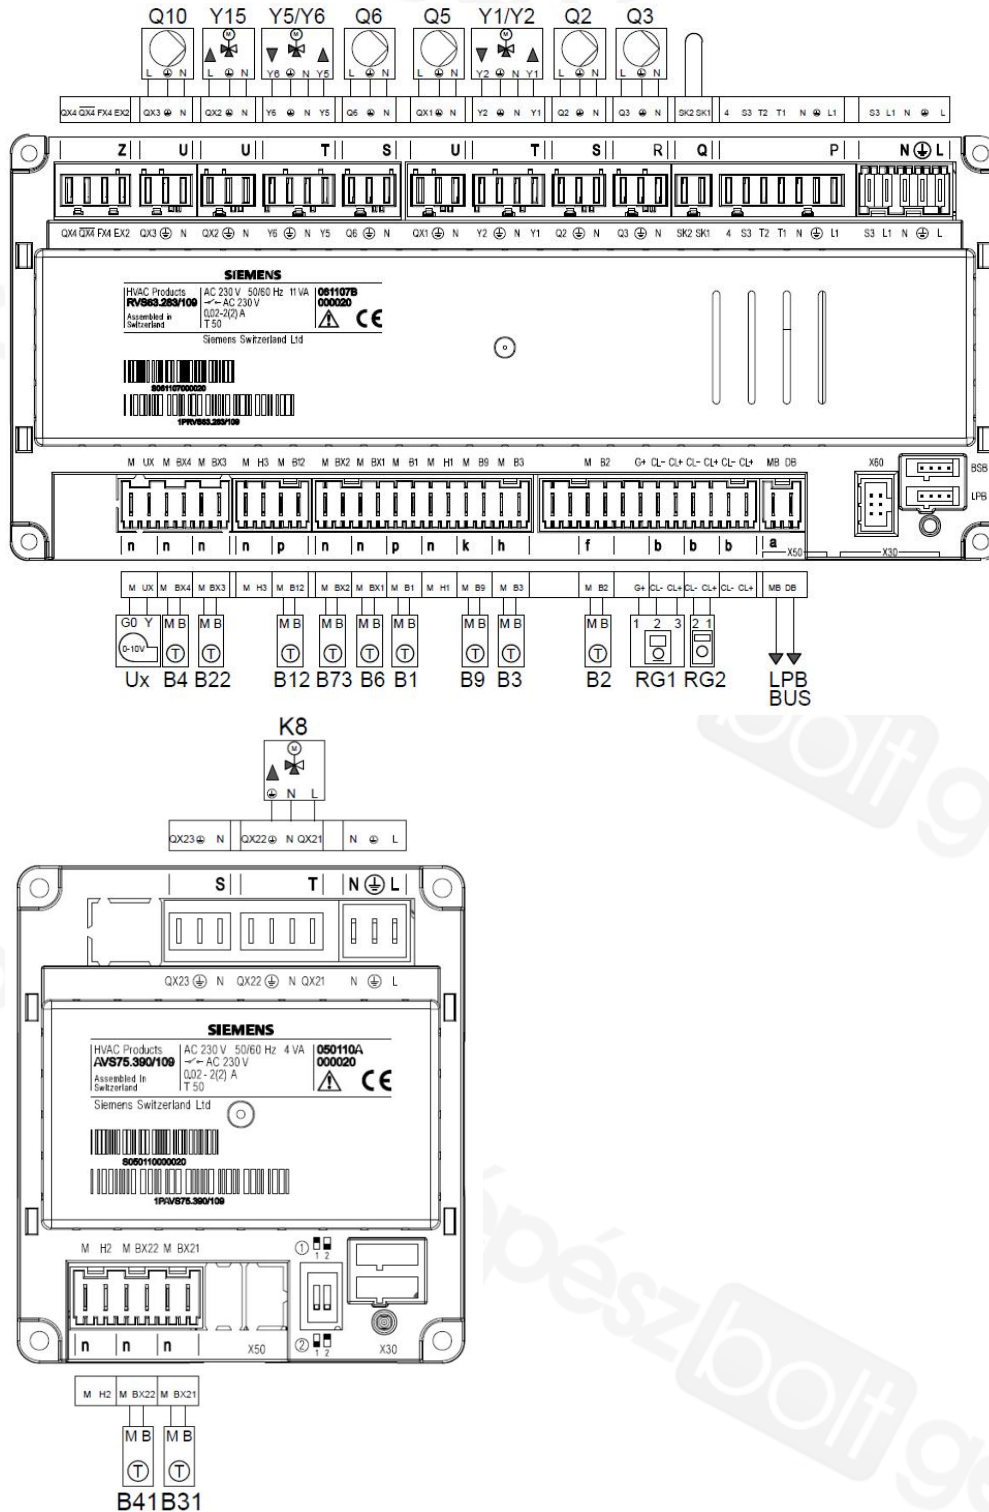 Q10 Y15 Y5/Y6 Q6 Q5 Y1/Y2 Q2 Q3
M M M
L N L N Y6 N Y5 L N L N Y2 N Y1 L N L N
QX4 QX4 FX4 EX2 QX3 N QX2 N Y6 N Y5 Q6 N QX1 N Y2 N Y1 Q2 N Q3 N SK2 SK1 4 S3 T2 T1 N L1 S3 L1 N L
Z U U T S U T S R Q P N L
QX4 QX4 FX4 EX2 QX3 N QX2 N Y6 N Y5 Q6 N QX1 N Y2 N Y1 Q2 N Q3 N SK2 SK1 4 S3 T2 T1 N L1 S3 L1 N L
SIEMENS
HVAC Products AC 230 V 50/60 Hz 11 VA 061107B
RVS63.283/109 AC 230 V 000020
Assembled in 0,02-2(2) A
Switzerland T 50
CE
Siemens Switzerland Ltd
S061107000020
1PRVS63.283/109
M UX M BX4 M BX3 M H3 M B12 M BX2 M BX1 M B1 M H1 M B9 M B3 M B2 G+ CL- CL+ CL- CL+ CL- CL+ MB DB X60 BSB
LPB
n n n n p n n p n k h f b b b a
X50 X30
M UX M BX4 M BX3 M H3 M B12 M BX2 M BX1 M B1 M H1 M B9 M B3 M B2 G+ CL- CL+ CL- CL+ CL- CL+ MB DB
G0 Y M B M B M B M B M B M B M B M B M B 1 2 3 2 1
0-10V T T T T T T T T T
Ux B4 B22 B12 B73 B6 B1 B9 B3 B2 RG1 RG2 LPB
BUS
K8
M
N L
QX23 N QX22 N QX21 N L
S T N L
QX23 N QX22 N QX21 N L
SIEMENS
HVAC Products AC 230 V 50/60 Hz 4 VA 050110A
AVS75.390/109 AC 230 V 000020
Assembled In 0,02 - 2(2) A
Switzerland T 50
CE
Siemens Switzerland Ltd
S050110000020
1PAVS75.390/109
M H2 M BX22 M BX21 1 1 2
n n n X50 2 1 2 X30
M H2 M BX22 M BX21
M B M B
T T
B41 B31
bolt
épészbolt